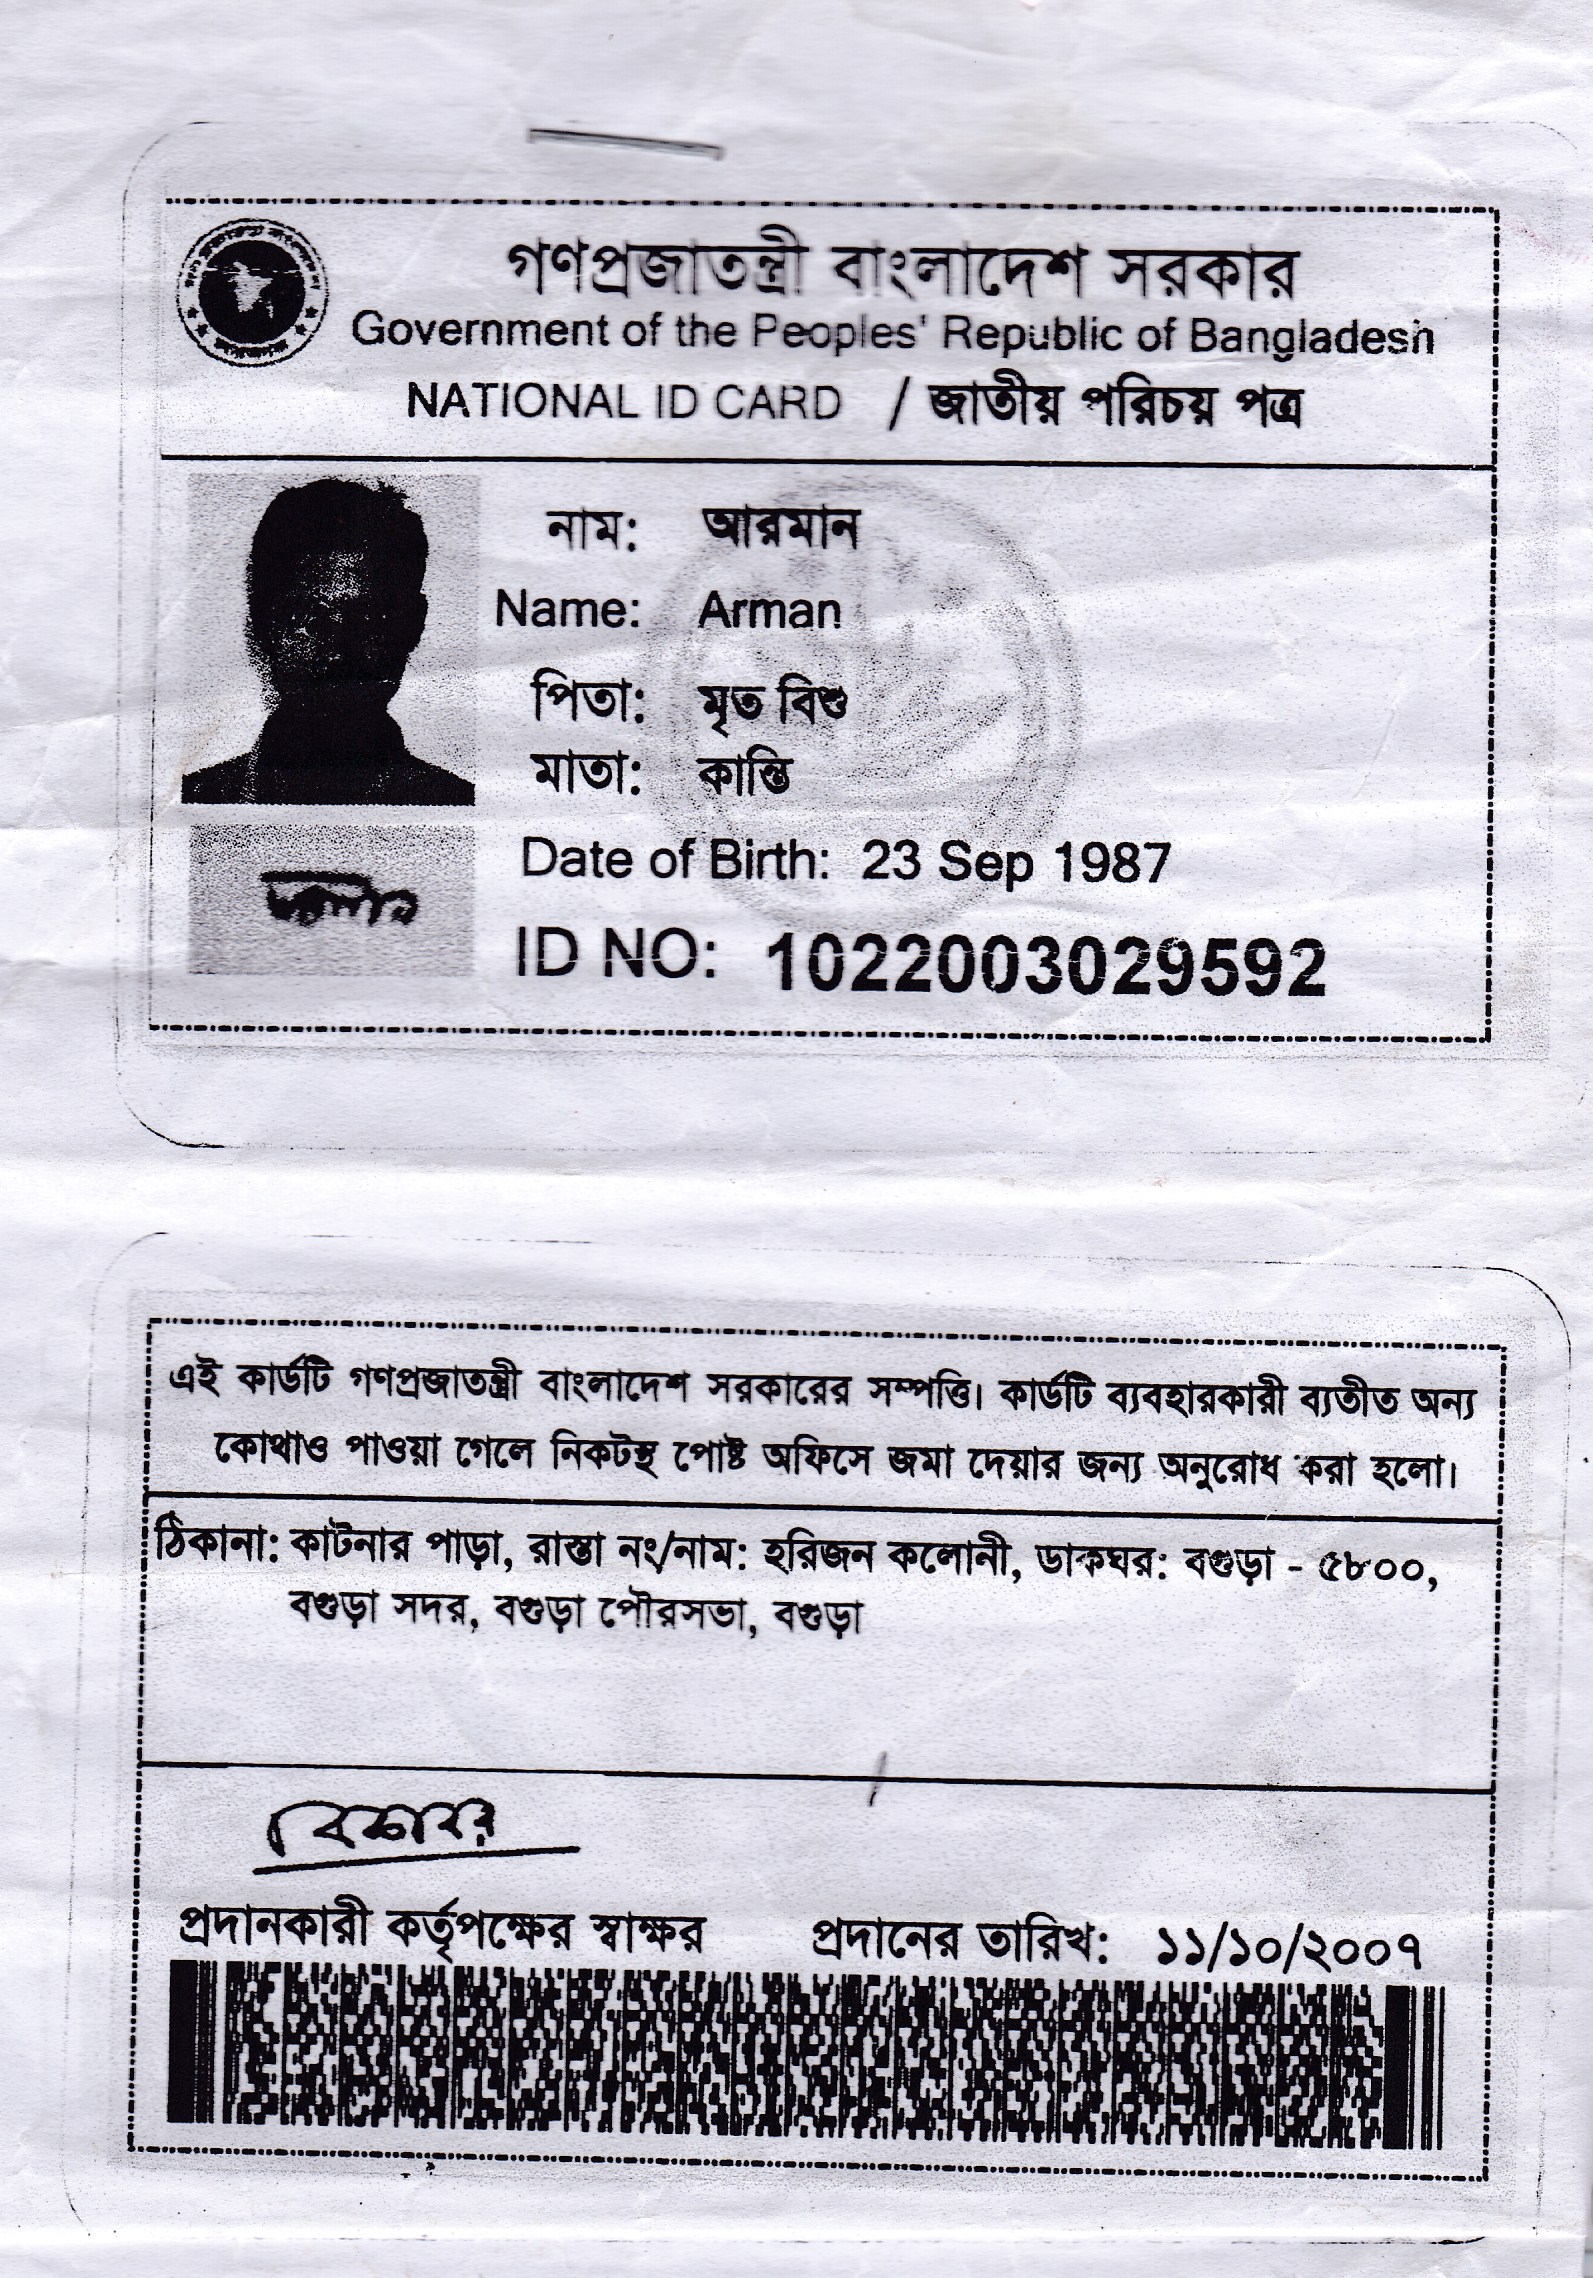 গণপ্রজাতন্ত্রী বাংলাদেশ সরকার
Government of the Peoples' Republic of Bangladesh
NATIONAL ID CARD / জাতীয় পরিচয় পত্র
নাম: আরমান
Name: Arman
পিতা: মৃত বিশু
মাতা: কান্তি
Date of Birth: 23 Sep 1987
ID NO: 1022003029592
এই কার্ডটি গণপ্রজাতন্ত্রী বাংলাদেশ সরকারের সম্পত্তি। কার্ডটি ব্যবহারকারী ব্যতীত অন্য
কোথাও পাওয়া গেলে নিকটস্থ পোষ্ট অফিসে জমা দেয়ার জন্য অনুরোধ করা হলো।
ঠিকানা: কাটনার পাড়া, রাস্তা নং/নাম: হরিজন কলোনী, ডাকঘর: বগুড়া - ৫৮০০,
বগুড়া সদর, বগুড়া পৌরসভা, বগুড়া
প্রদানকারী কর্তৃপক্ষের স্বাক্ষর প্রদানের তারিখ: ১১/১০/২০০৭